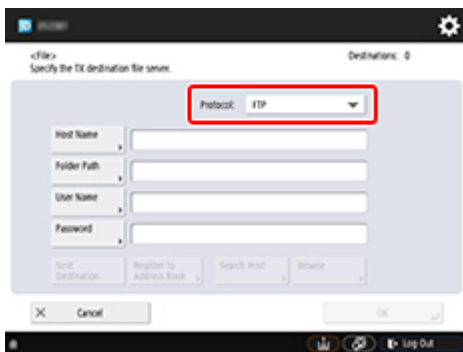 <File>
Destinations: 0
Specify the TX destination file server.
Protocol: FTP
Host Name
Folder Path
User Name
Password
Next Destination
Register to Address Book
Search Host
Browse
Cancel
OK
Log Out